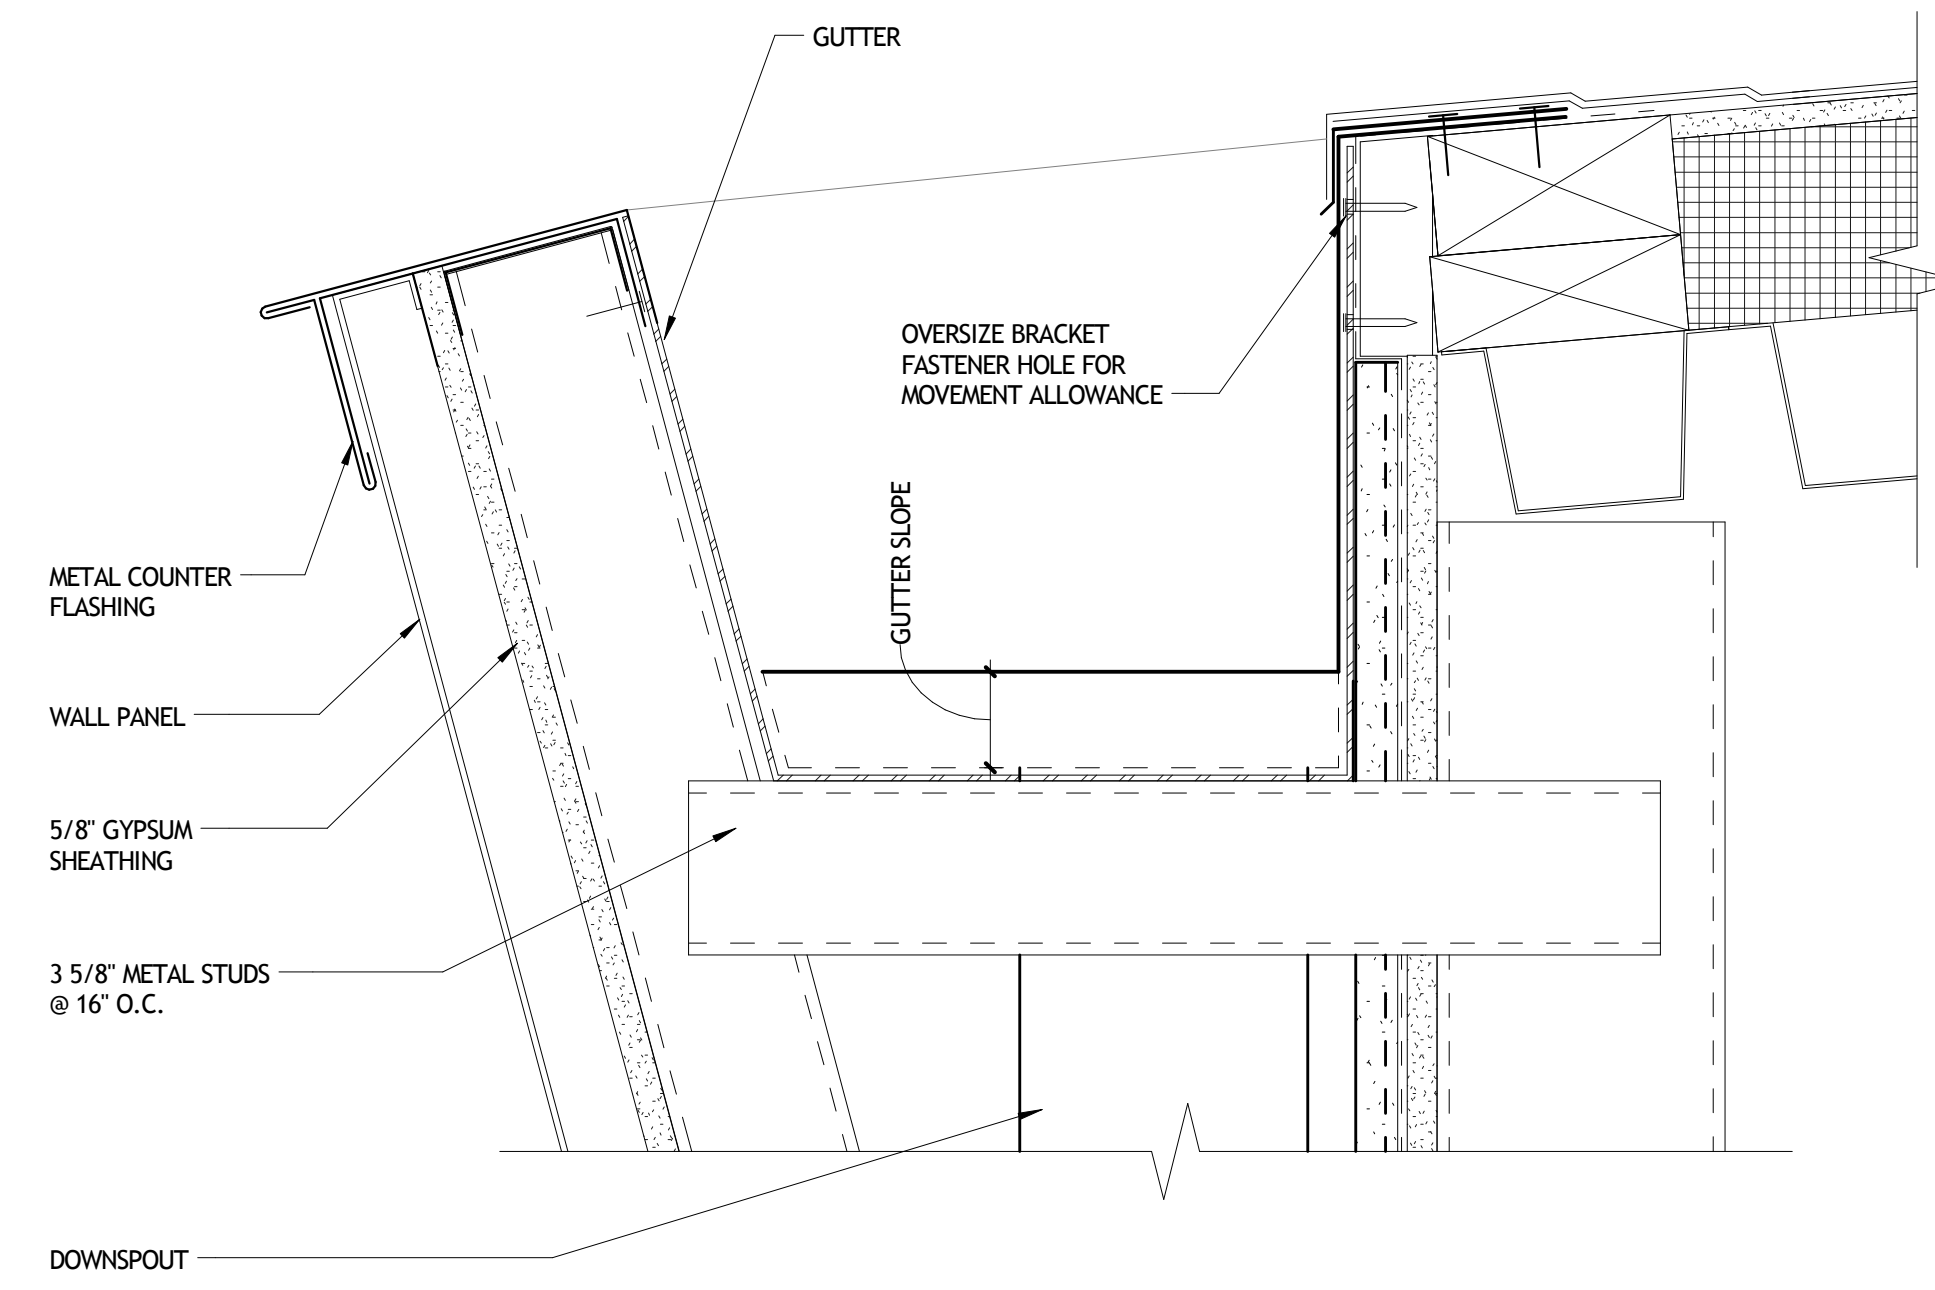 GUTTER
OVERSIZE BRACKET
FASTENER HOLE FOR
MOVEMENT ALLOWANCE
GUTTER SLOPE
METAL COUNTER
FLASHING
WALL PANEL
5/8" GYPSUM
SHEATHING
3 5/8" METAL STUDS
@ 16" O.C.
DOWNSPOUT